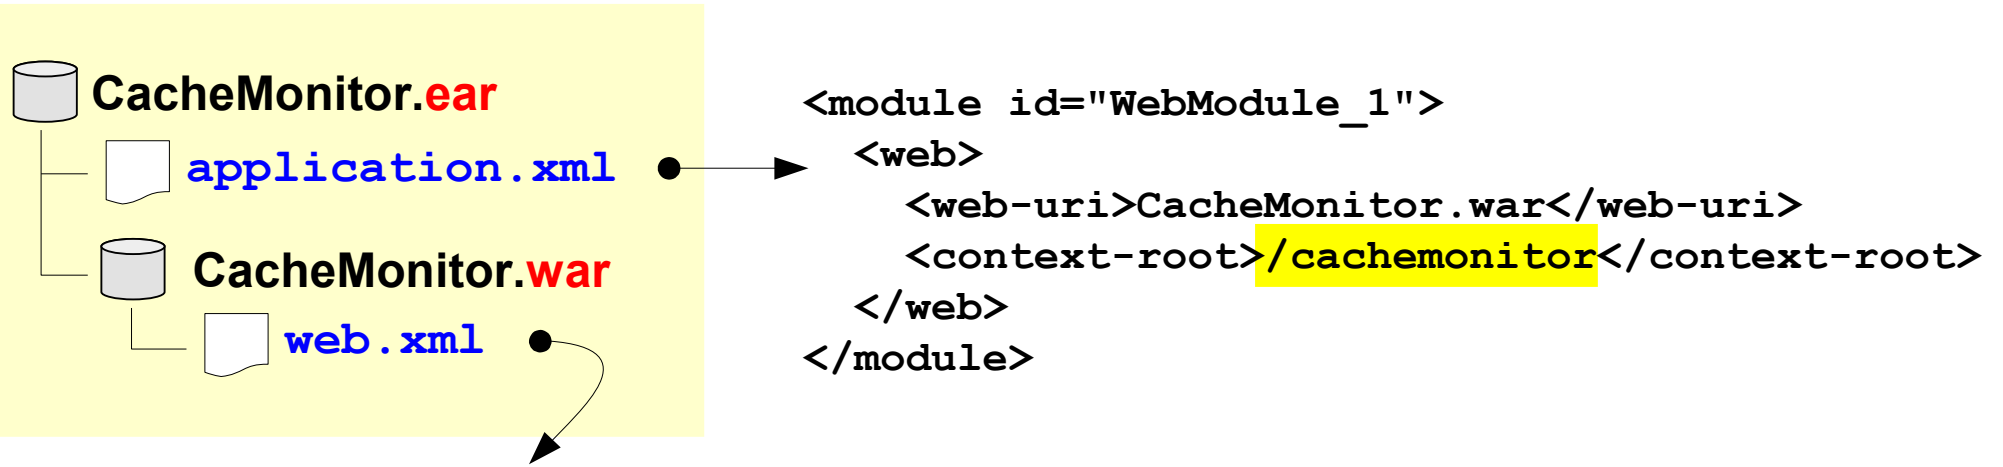 CacheMonitor.ear
application.xml
CacheMonitor.war
web.xml
<module id="WebModule_1">
<web>
<web-uri>CacheMonitor.war</web-uri>
<context-root>/cachemonitor</context-root>
</web>
</module>